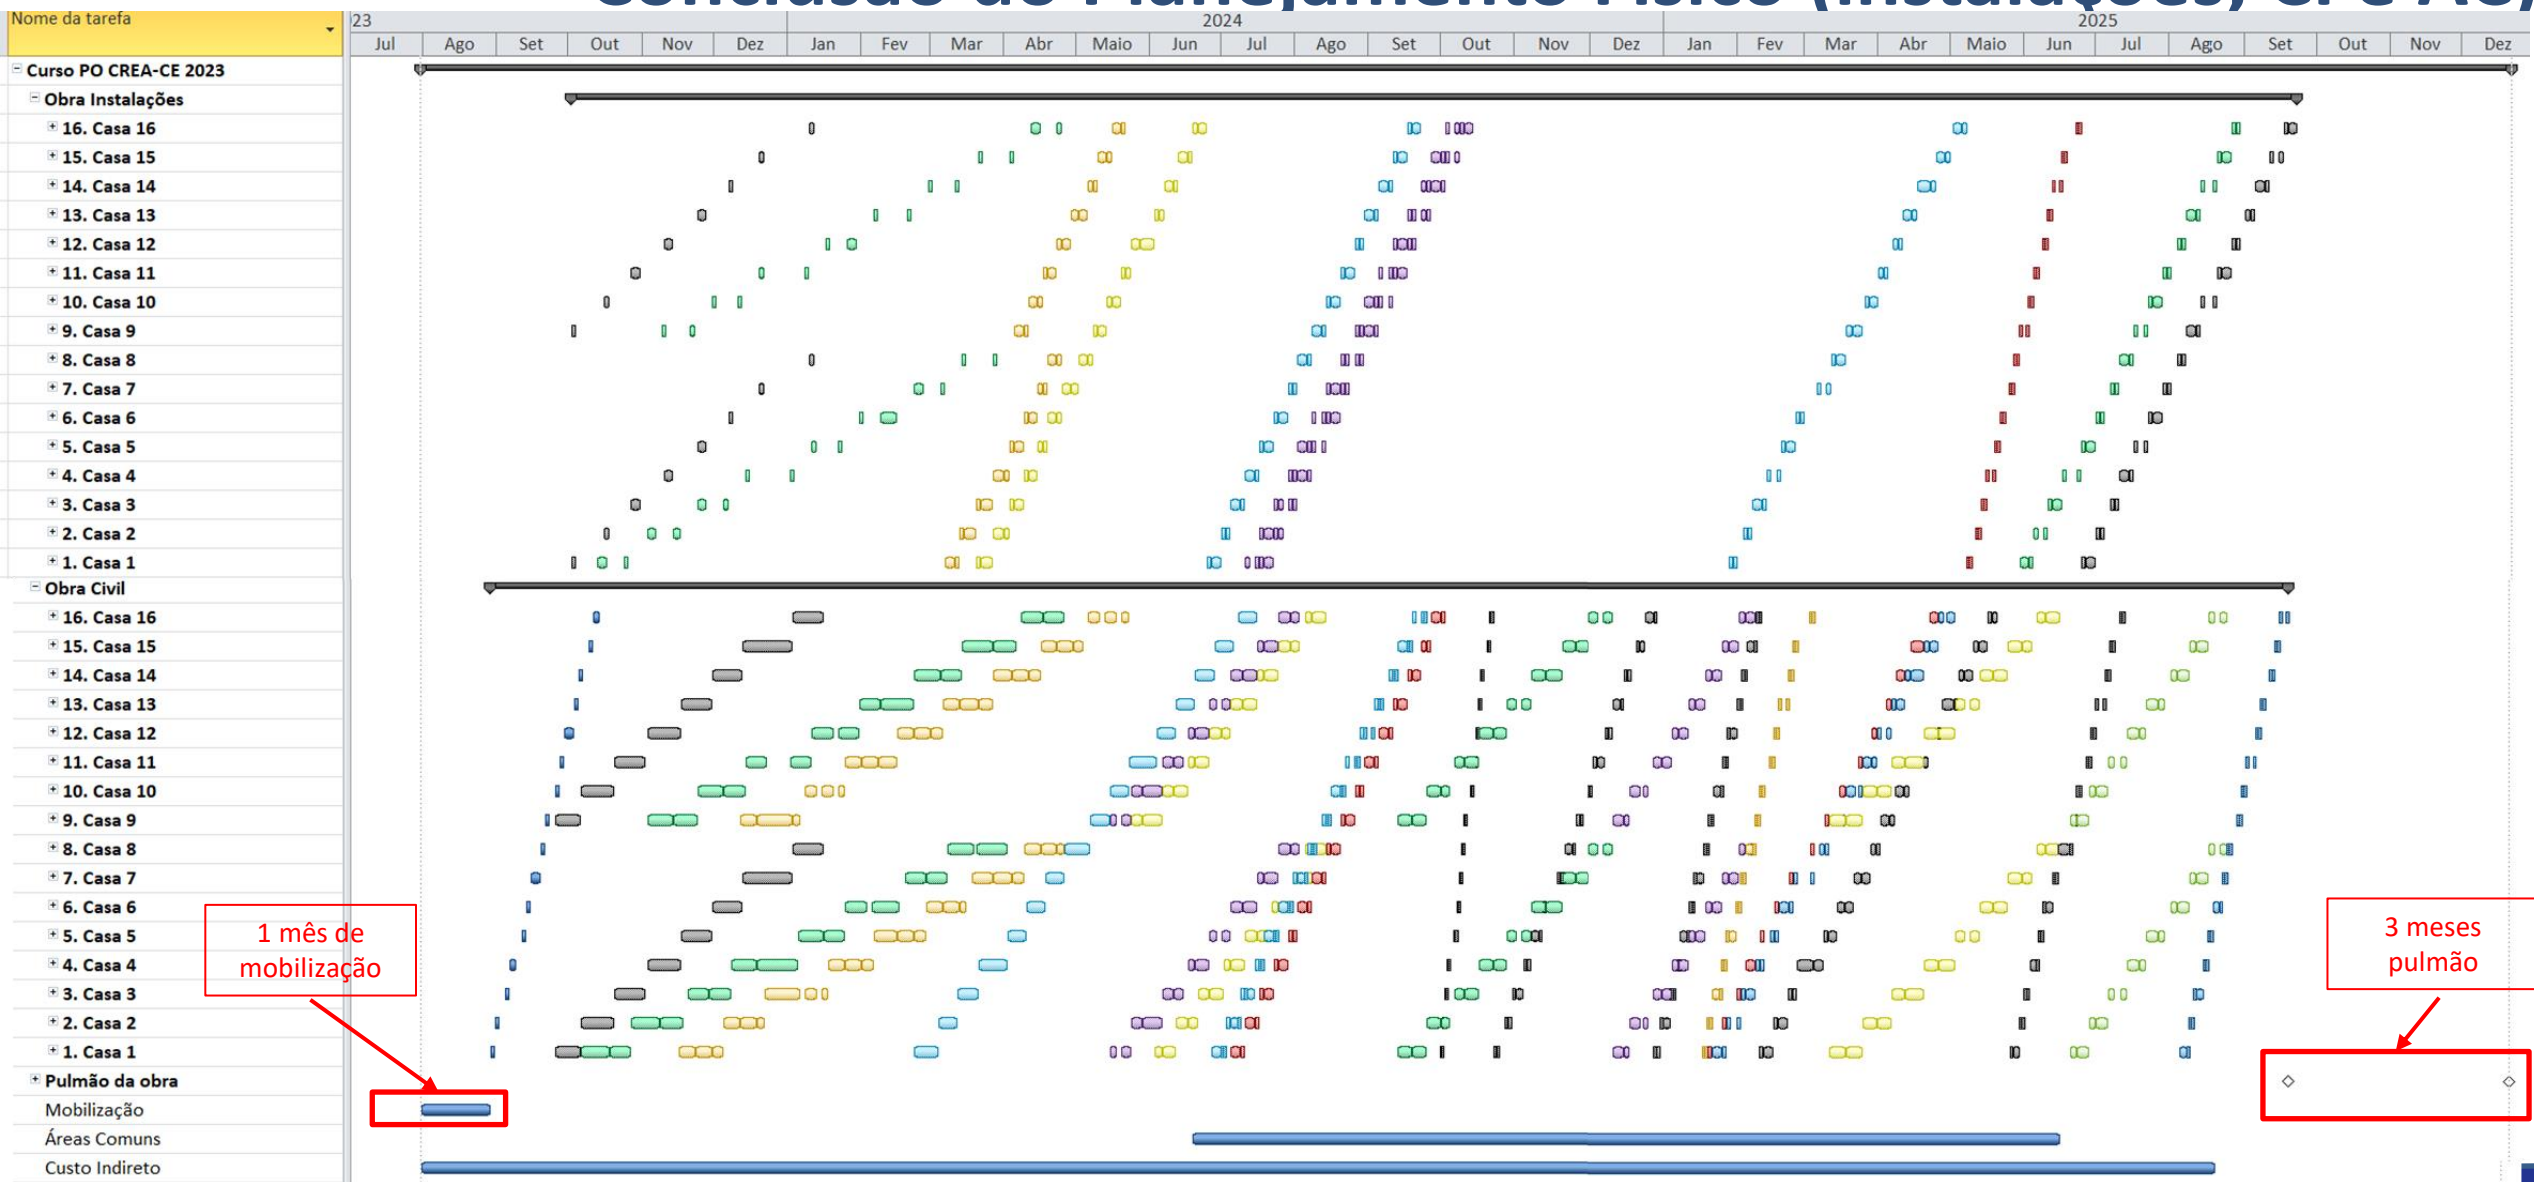 Conclusão do Planejamento Físico (Instalações, CI e AC)
Nome da tarefa
23 2024 2025
Jul Ago Set Out Nov Dez Jan Fev Mar Abr Maio Jun Jul Ago Set Out Nov Dez Jan Fev Mar Abr Maio Jun Jul Ago Set Out Nov Dez
Curso PO CREA-CE 2023
Obra Instalações
16. Casa 16
15. Casa 15
14. Casa 14
13. Casa 13
12. Casa 12
11. Casa 11
10. Casa 10
9. Casa 9
8. Casa 8
7. Casa 7
6. Casa 6
5. Casa 5
4. Casa 4
3. Casa 3
2. Casa 2
1. Casa 1
Obra Civil
16. Casa 16
15. Casa 15
14. Casa 14
13. Casa 13
12. Casa 12
11. Casa 11
10. Casa 10
9. Casa 9
8. Casa 8
7. Casa 7
6. Casa 6
5. Casa 5
4. Casa 4
3. Casa 3
2. Casa 2
1. Casa 1
Pulmão da obra
Mobilização
Áreas Comuns
Custo Indireto
1 mês de
mobilização
3 meses
pulmão